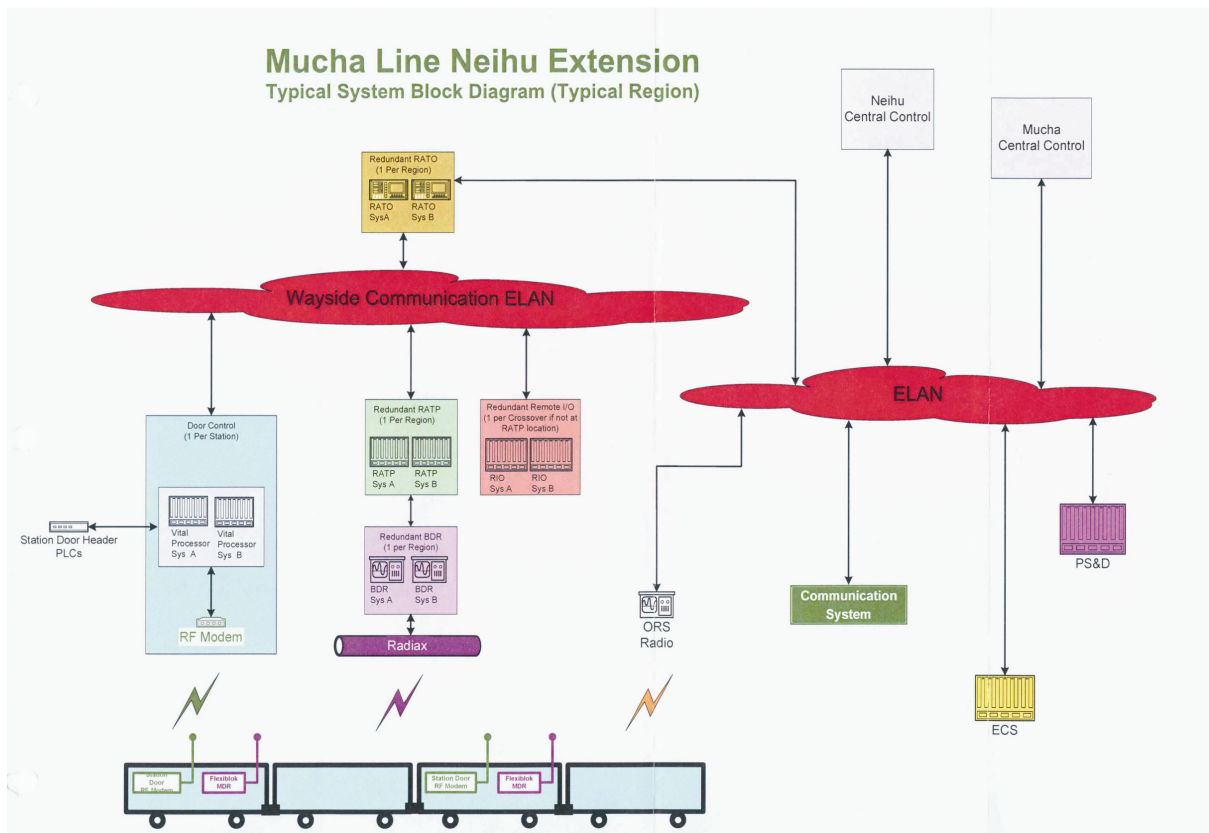 Mucha Line Neihu Extension
Typical System Block Diagram (Typical Region)
Neihu
Central Control
Mucha
Central Control
Redundant RATO
(1 Per Region)
RATO
SysA
RATO
Sys B
Wayside Communication ELAN
ELAN
Door Control
(1 Per Station)
Vital
Processor
Sys A
Vital
Processor
Sys B
RF Modem
Station Door Header
PLCs
Redundant RATP
(1 Per Region)
RATP
Sys A
RATP
Sys B
Redundant Remote I/O
(1 per Crossover if not at
RATP location)
RIO
Sys A
RIO
Sys B
Redundant BDR
(1 per Region)
BDR
Sys A
BDR
Sys B
Radiax
ORS
Radio
Communication
System
PS&D
ECS
Station
Door
RF Modem
Flexiblok
MDR
Station Door
RF Modem
Flexiblok
MDR